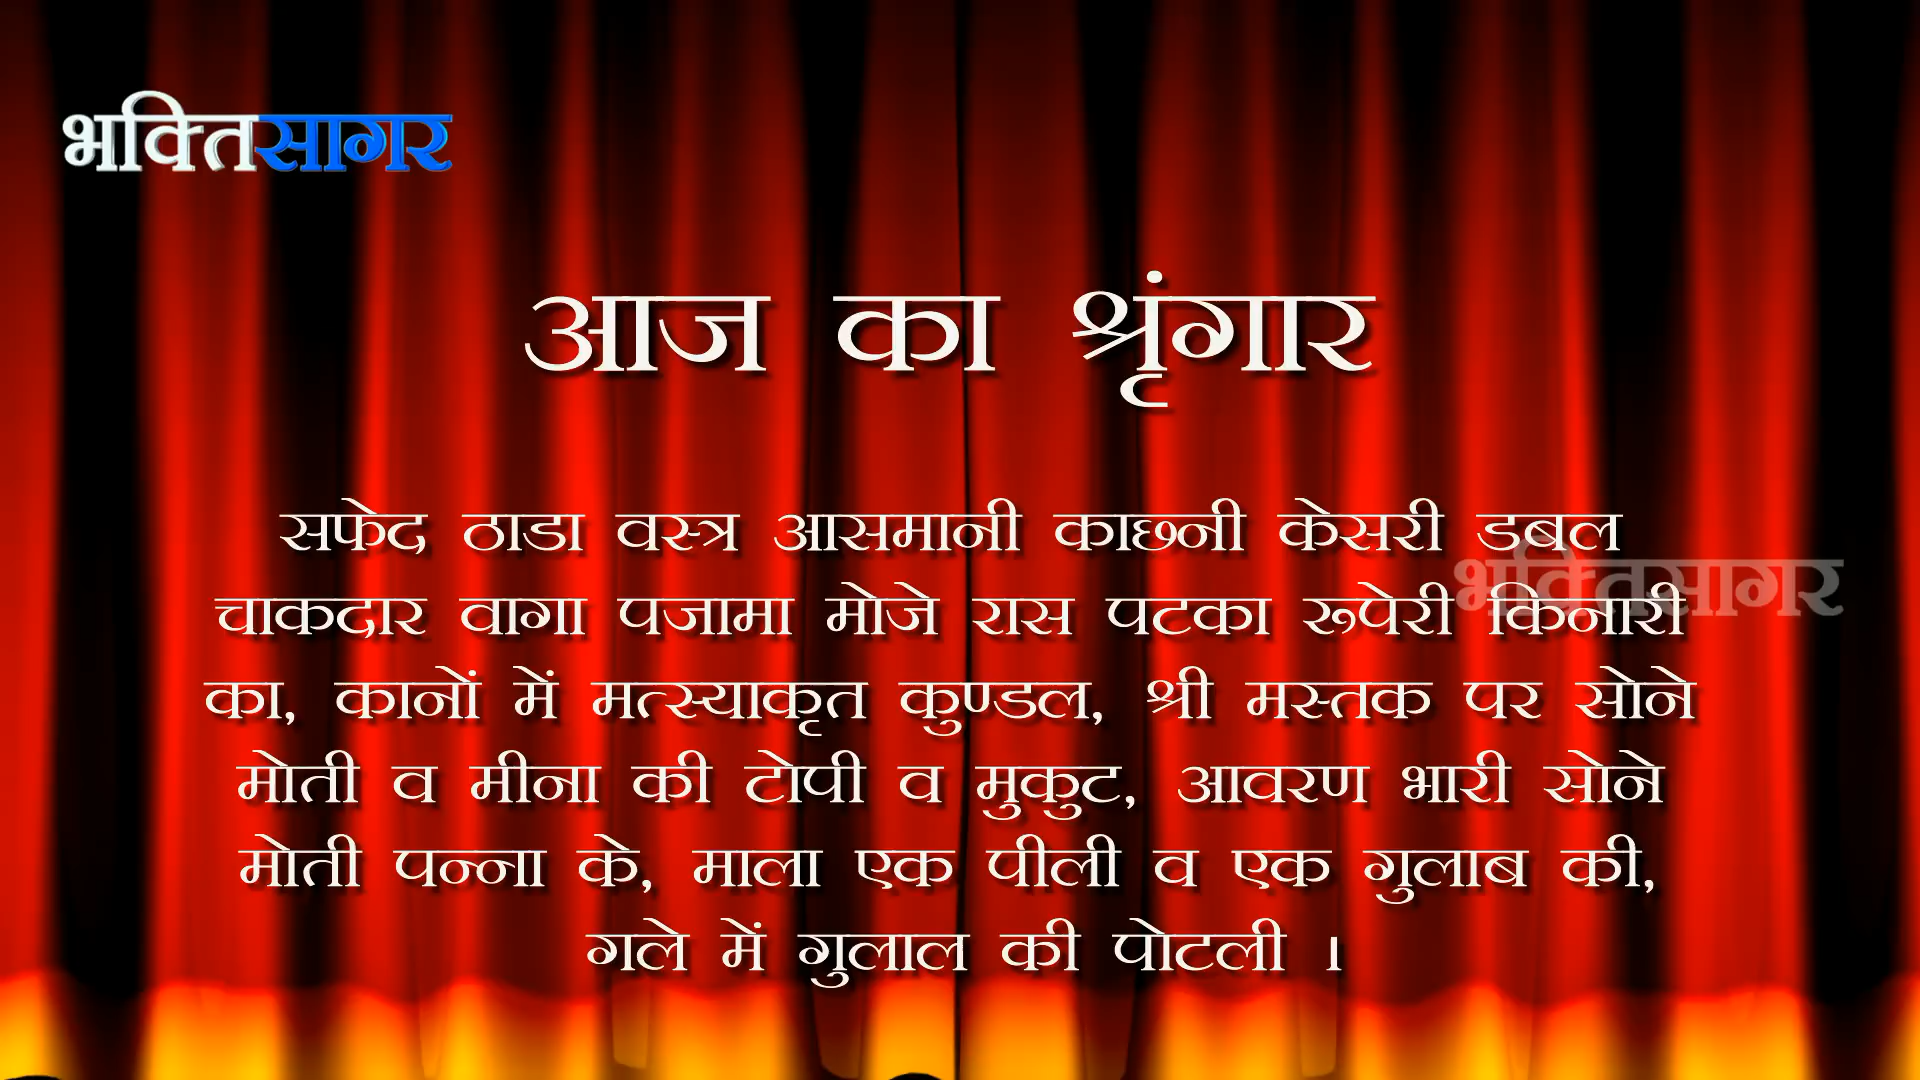 भक्तिसागर
आज का श्रृंगार
सफेद ठाडा वस्त्र आसमानी काछनी केसरी डबल
चाकदार वागा पजामा मोजे रास पटका रूपेरी किनारी
का, कानों में मत्स्याकृत कुण्डल, श्री मस्तक पर सोने
मोती व मीना की टोपी व मुकुट, आवरण भारी सोने
मोती पन्ना के, माला एक पीली व एक गुलाब की,
गले में गुलाल की पोटली ।
भक्तिसागर